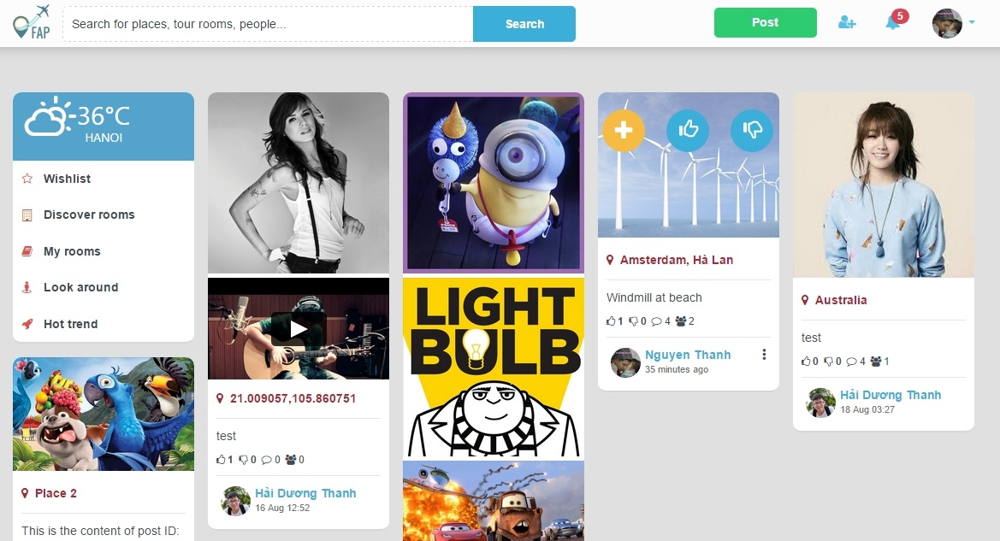 FAP
Search for places, tour rooms, people...
Search
Post
5
36°C
HANOI
Wishlist
Discover rooms
My rooms
Look around
Hot trend
Place 2
This is the content of post ID:
21.009057,105.860751
test
1 0 0 0
Hải Dương Thanh
16 Aug 12:52
LIGHT
BULB
Amsterdam, Hà Lan
Windmill at beach
1 0 4 2
Nguyen Thanh
35 minutes ago
Australia
test
0 0 4 1
Hải Dương Thanh
18 Aug 03:27